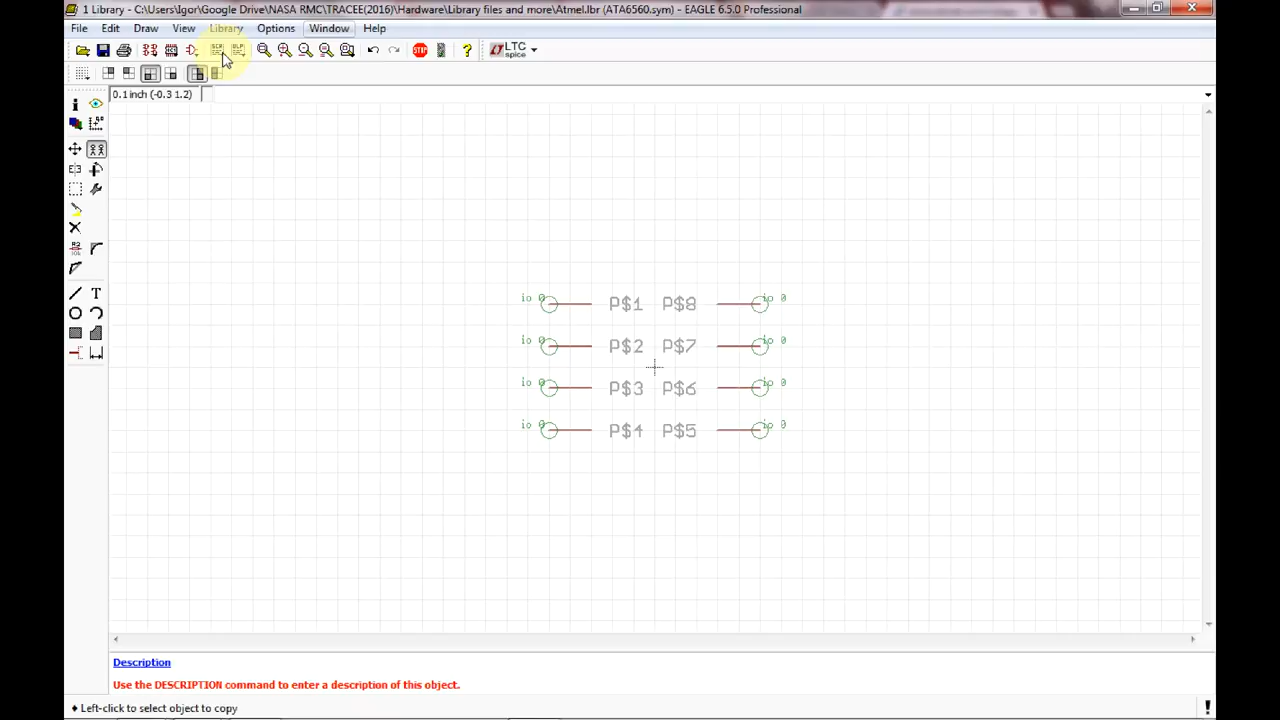 1 Library - C:\Users\Igor\Google Drive\NASA RMC\TRACEE(2016)\Hardware\Library files and more\Atmel.lbr (ATA6560.sym) - EAGLE 6.5.0 Professional
File Edit Draw View Library Options Window Help
SCR ULP LTC spice
0.1 inch (-0.3 1.2)
R2
10k
io 0 P$1 P$8 io 0
io 0 P$2 P$7 io 0
io 0 P$3 P$6 io 0
io 0 P$4 P$5 io 0
Description
Use the DESCRIPTION command to enter a description of this object.
Left-click to select object to copy